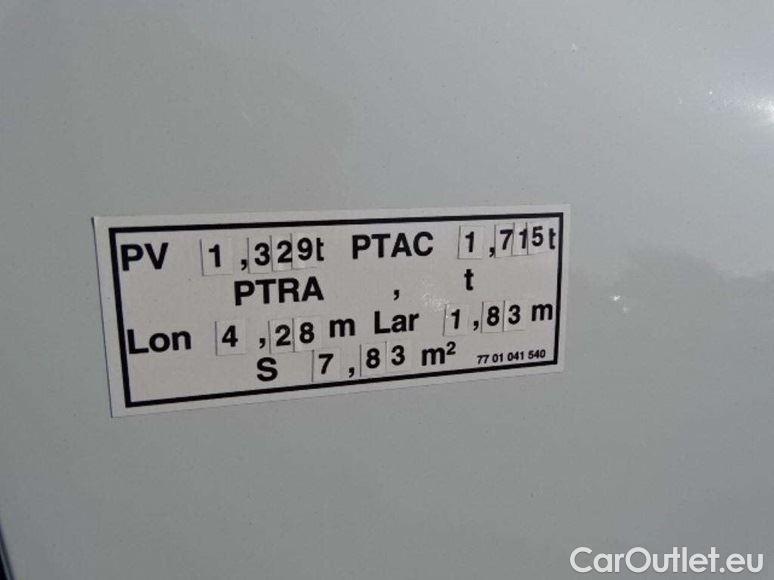 PV 1,329t PTAC 1,715t
PTRA , t
Lon 4,28 m Lar 1,83 m
S 7,83 m²
77 01 041 540
CarOutlet.eu